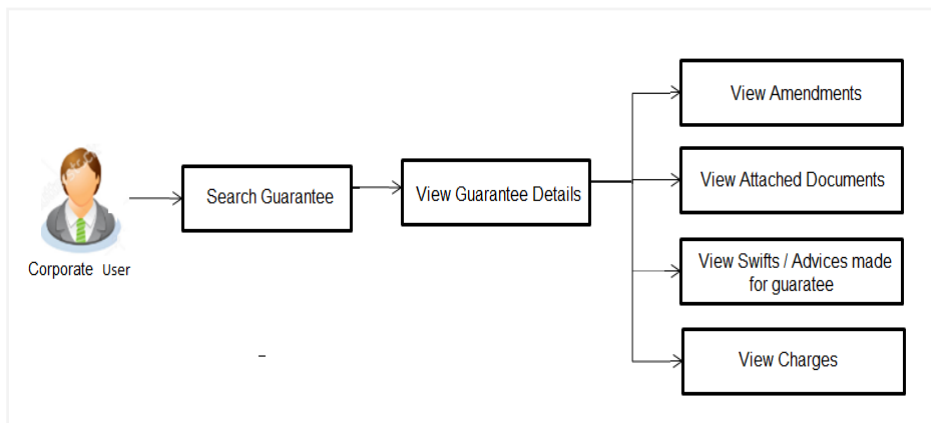 View Amendments
Search Guarantee
View Guarantee Details
View Attached Documents
Corporate User
View Swifts / Advices made
for guaratee
View Charges